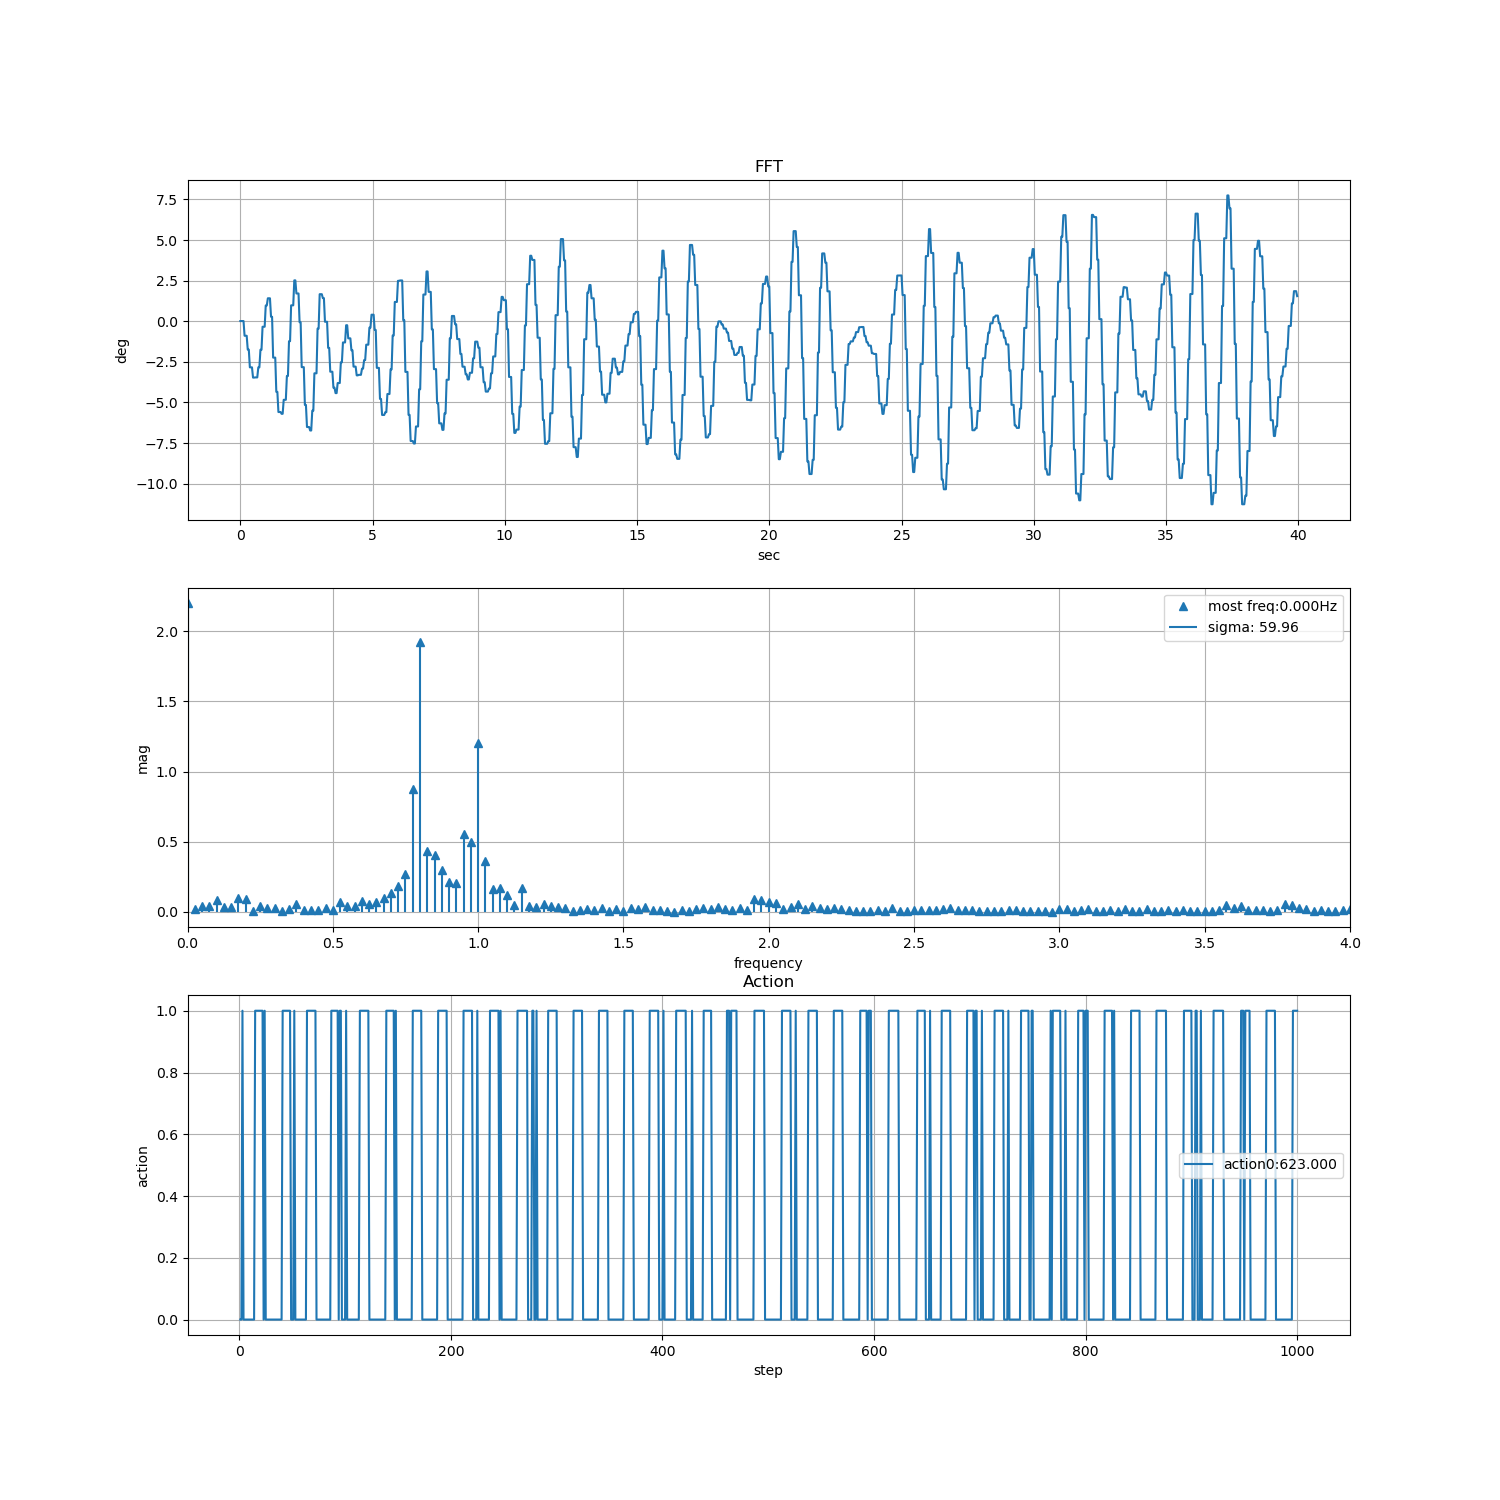 FFT
7.5
5.0
2.5
0.0
−2.5
−5.0
−7.5
−10.0
deg
0 5 10 15 20 25 30 35 40
sec
most freq:0.000Hz
sigma: 59.96
2.0
1.5
1.0
0.5
0.0
mag
0.0 0.5 1.0 1.5 2.0 2.5 3.0 3.5 4.0
frequency
Action
1.0
0.8
0.6
0.4
0.2
0.0
action
action0:623.000
0 200 400 600 800 1000
step